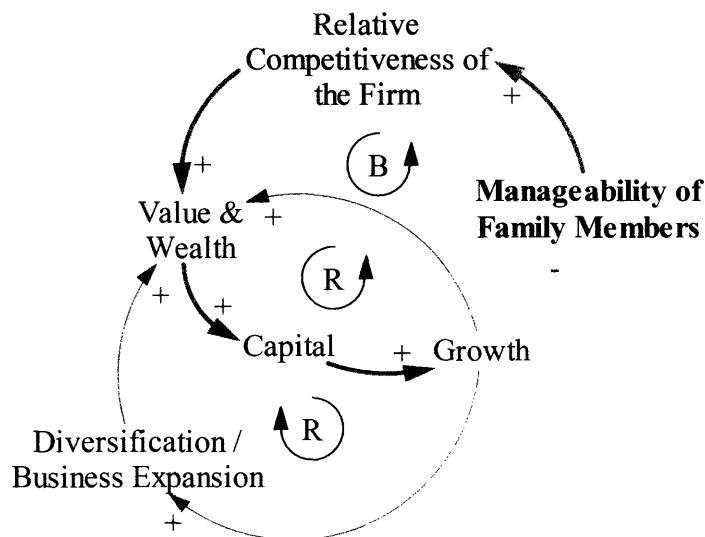 Relative
Competitiveness of
the Firm
+
+
B
Manageability of
Family Members
-
Value &
Wealth
+
R
+
+
Capital
+
Growth
R
Diversification /
Business Expansion
+